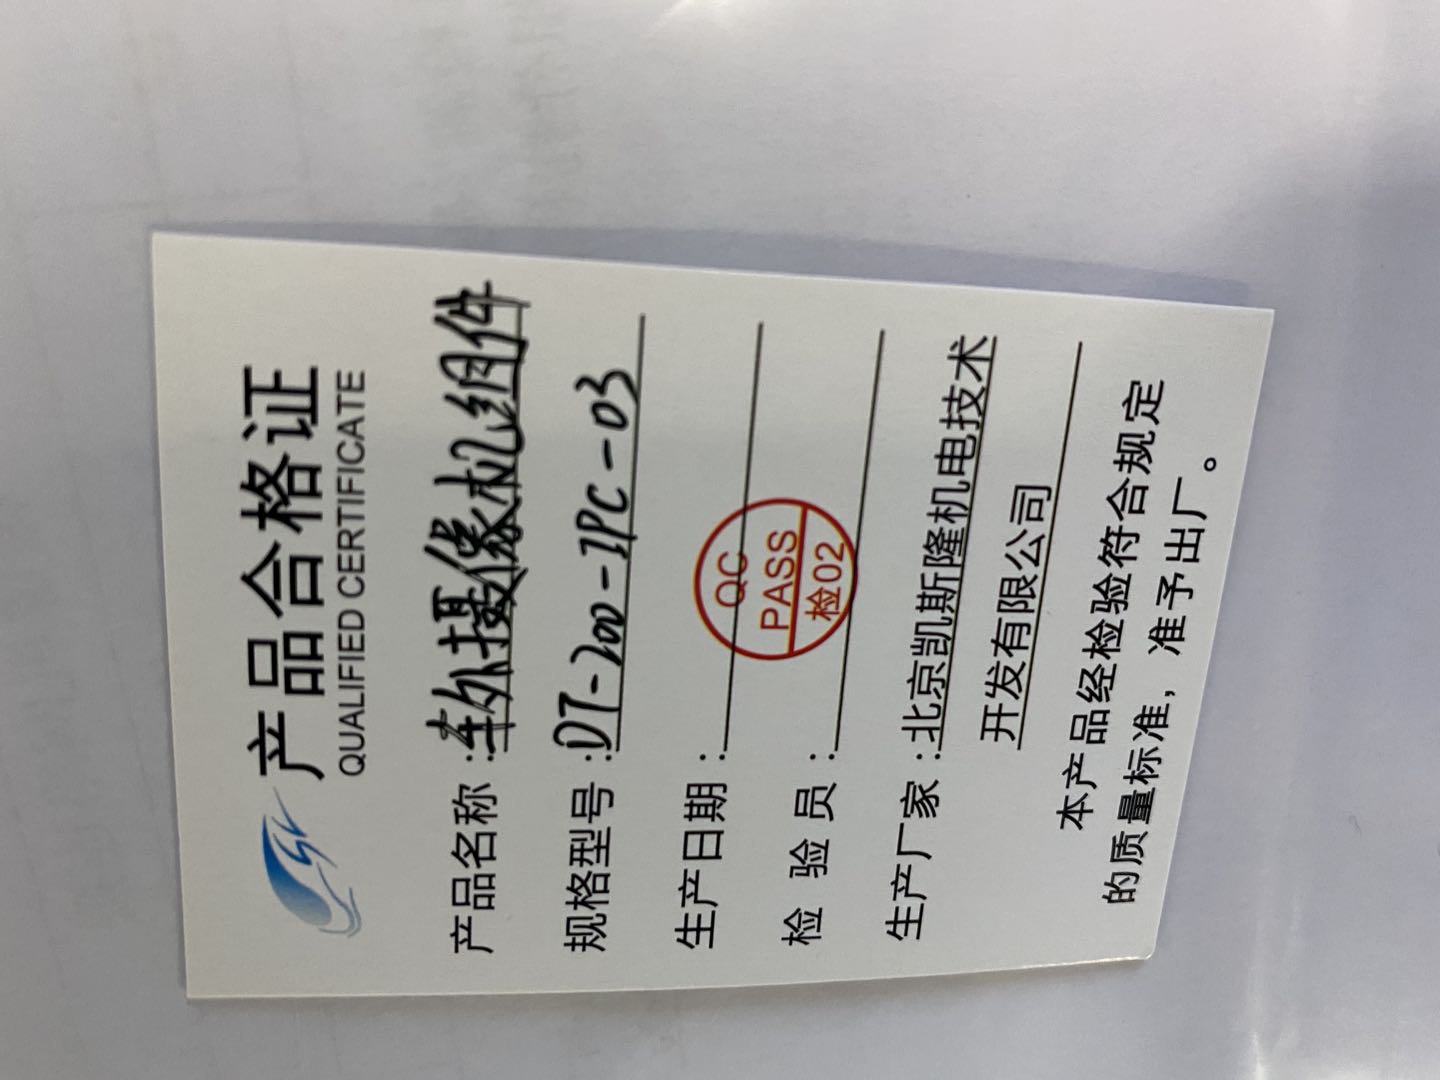 产品合格证
QUALIFIED CERTIFICATE
产品名称:车外摄像机组件
规格型号:DT-200-IPC-03
生产日期:
QC
PASS
检02
检验员:
生产厂家:北京凯斯隆机电技术
开发有限公司
本产品经检验符合规定
的质量标准，准予出厂。